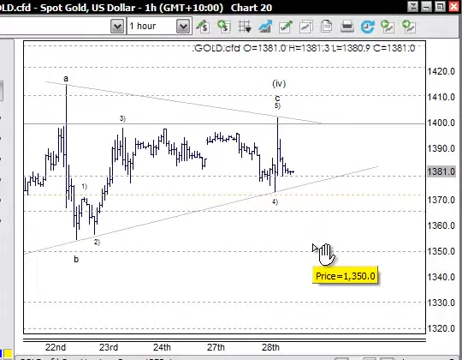 LD.cfd - Spot Gold, US Dollar - 1h (GMT+10:00) Chart 20
1 hour
.GOLD.cfd O=1381.0 H=1381.3 L=1380.9 C=1381.0
1420.0
1410.0
1400.0
1390.0
1381.0
1370.0
1360.0
1350.0
1340.0
1330.0
1320.0
a
(iv)
c
5)
3)
1)
4)
2)
b
Price=1,350.0
22nd 23rd 24th 27th 28th